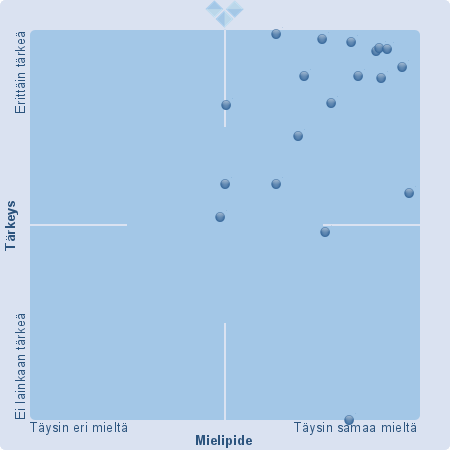 Erittäin tärkeä
Tärkeys
Ei lainkaan tärkeä
Täysin eri mieltä
Täysin samaa mieltä
Mielipide